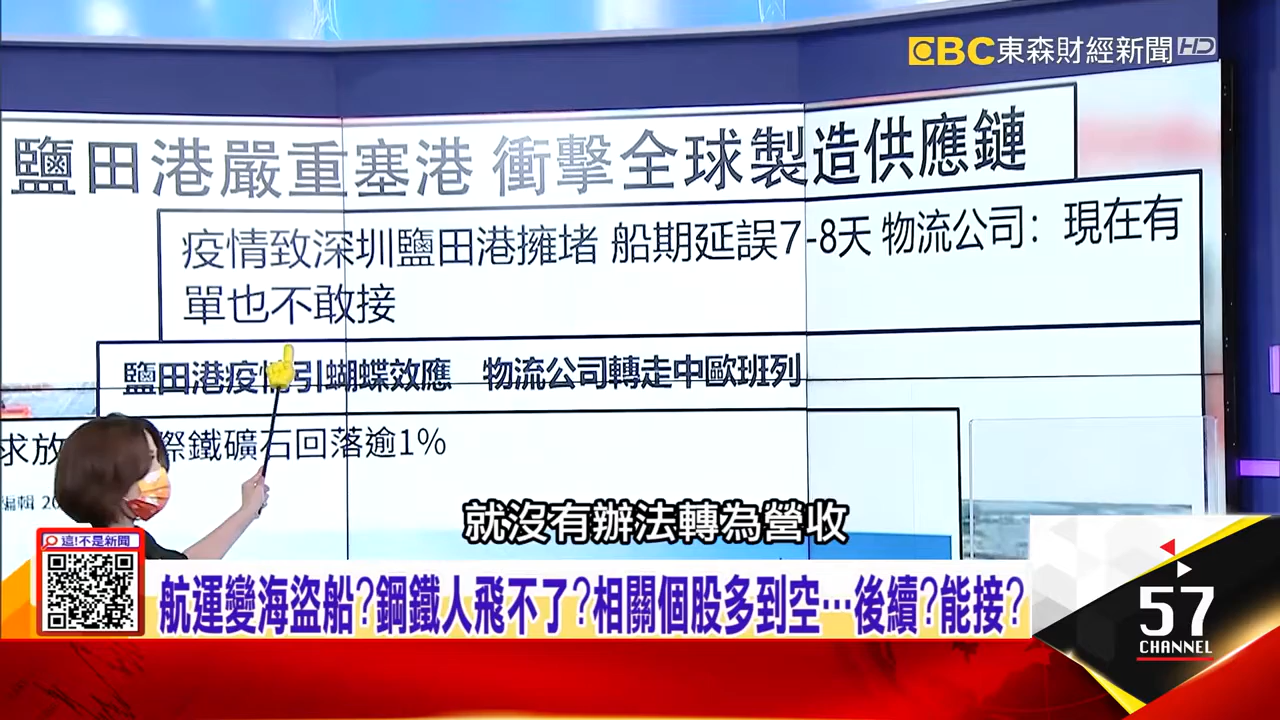 EBC 東森財經新聞 HD
鹽田港嚴重塞港 衝擊全球製造供應鏈
疫情致深圳鹽田港擁堵 船期延誤7-8天 物流公司：現在有
單也不敢接
鹽田港疫情引蝴蝶效應 物流公司轉走中歐班列
求放 際鐵礦石回落逾1%
編輯 20
就沒有辦法轉為營收
這!不是新聞
航運變海盜船?鋼鐵人飛不了?相關個股多到空…後續?能接?
57
CHANNEL